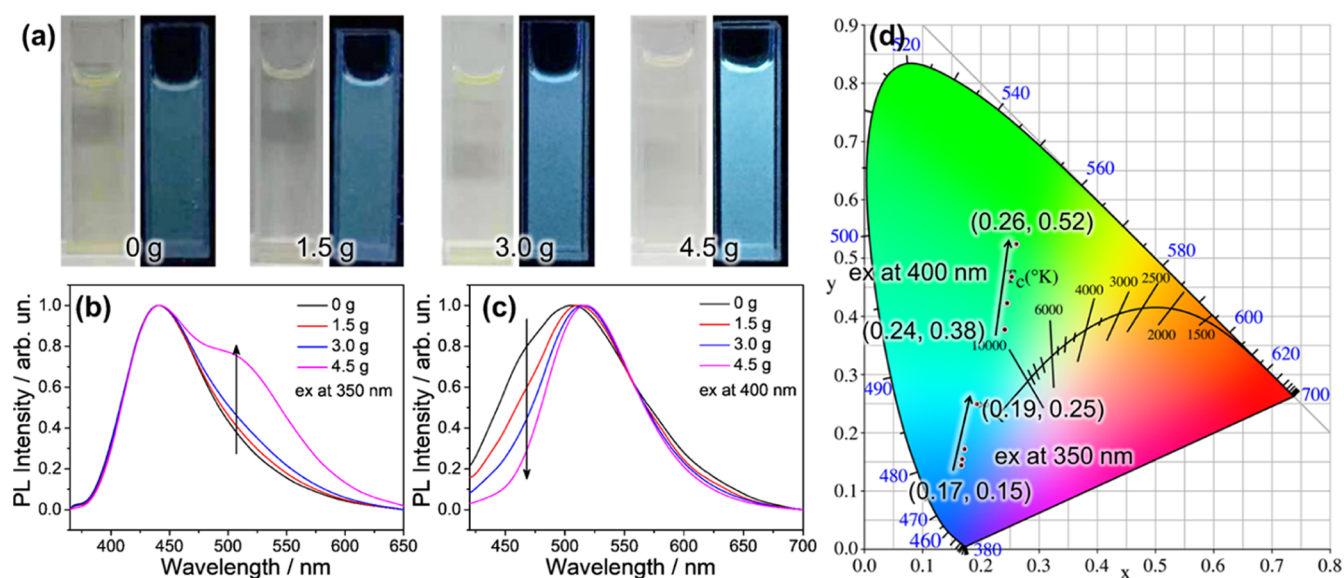 (a)
0 g
1.5 g
3.0 g
4.5 g
(b)
PL Intensity / arb. un.
1.0
0.8
0.6
0.4
0.2
0.0
0 g
1.5 g
3.0 g
4.5 g
ex at 350 nm
400 450 500 550 600 650
Wavelength / nm
(c)
PL Intensity / arb. un.
1.0
0.8
0.6
0.4
0.2
0.0
0 g
1.5 g
3.0 g
4.5 g
ex at 400 nm
450 500 550 600 650 700
Wavelength / nm
(d)
0.9
0.8
0.7
0.6
0.5
y
0.4
0.3
0.2
0.1
0.0
0.0 0.1 0.2 0.3 0.4 0.5 0.6 0.7 0.8
x
520
540
560
580
600
620
700
500
490
480
470
460
380
(0.26, 0.52)
ex at 400 nm
Tc(°K)
(0.24, 0.38)
10000
6000
4000
3000
2500
2000
1500
(0.19, 0.25)
ex at 350 nm
(0.17, 0.15)